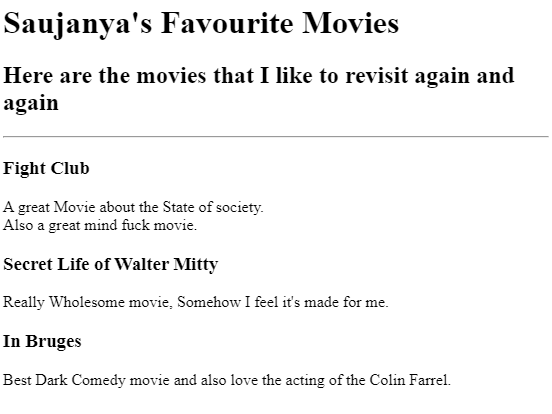 Saujanya's Favourite Movies
Here are the movies that I like to revisit again and
again
Fight Club
A great Movie about the State of society.
Also a great mind fuck movie.
Secret Life of Walter Mitty
Really Wholesome movie, Somehow I feel it's made for me.
In Bruges
Best Dark Comedy movie and also love the acting of the Colin Farrel.